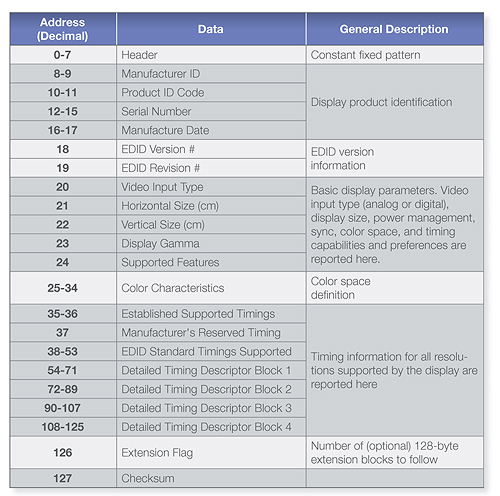 Address
(Decimal)
Data
General Description
0-7 Header Constant fixed pattern
8-9 Manufacturer ID
10-11 Product ID Code
Display product identification
12-15 Serial Number
16-17 Manufacture Date
18 EDID Version #
EDID version
information
19 EDID Revision #
20 Video Input Type
21 Horizontal Size (cm)
22 Vertical Size (cm)
23 Display Gamma
24 Supported Features
Basic display parameters. Video
input type (analog or digital),
display size, power management,
sync, color space, and timing
capabilities and preferences are
reported here.
25-34 Color Characteristics
Color space
definition
35-36 Established Supported Timings
37 Manufacturer's Reserved Timing
38-53 EDID Standard Timings Supported
54-71 Detailed Timing Descriptor Block 1
72-89 Detailed Timing Descriptor Block 2
90-107 Detailed Timing Descriptor Block 3
108-125 Detailed Timing Descriptor Block 4
Timing information for all resolu-
tions supported by the display are
reported here
126 Extension Flag
Number of (optional) 128-byte
extension blocks to follow
127 Checksum